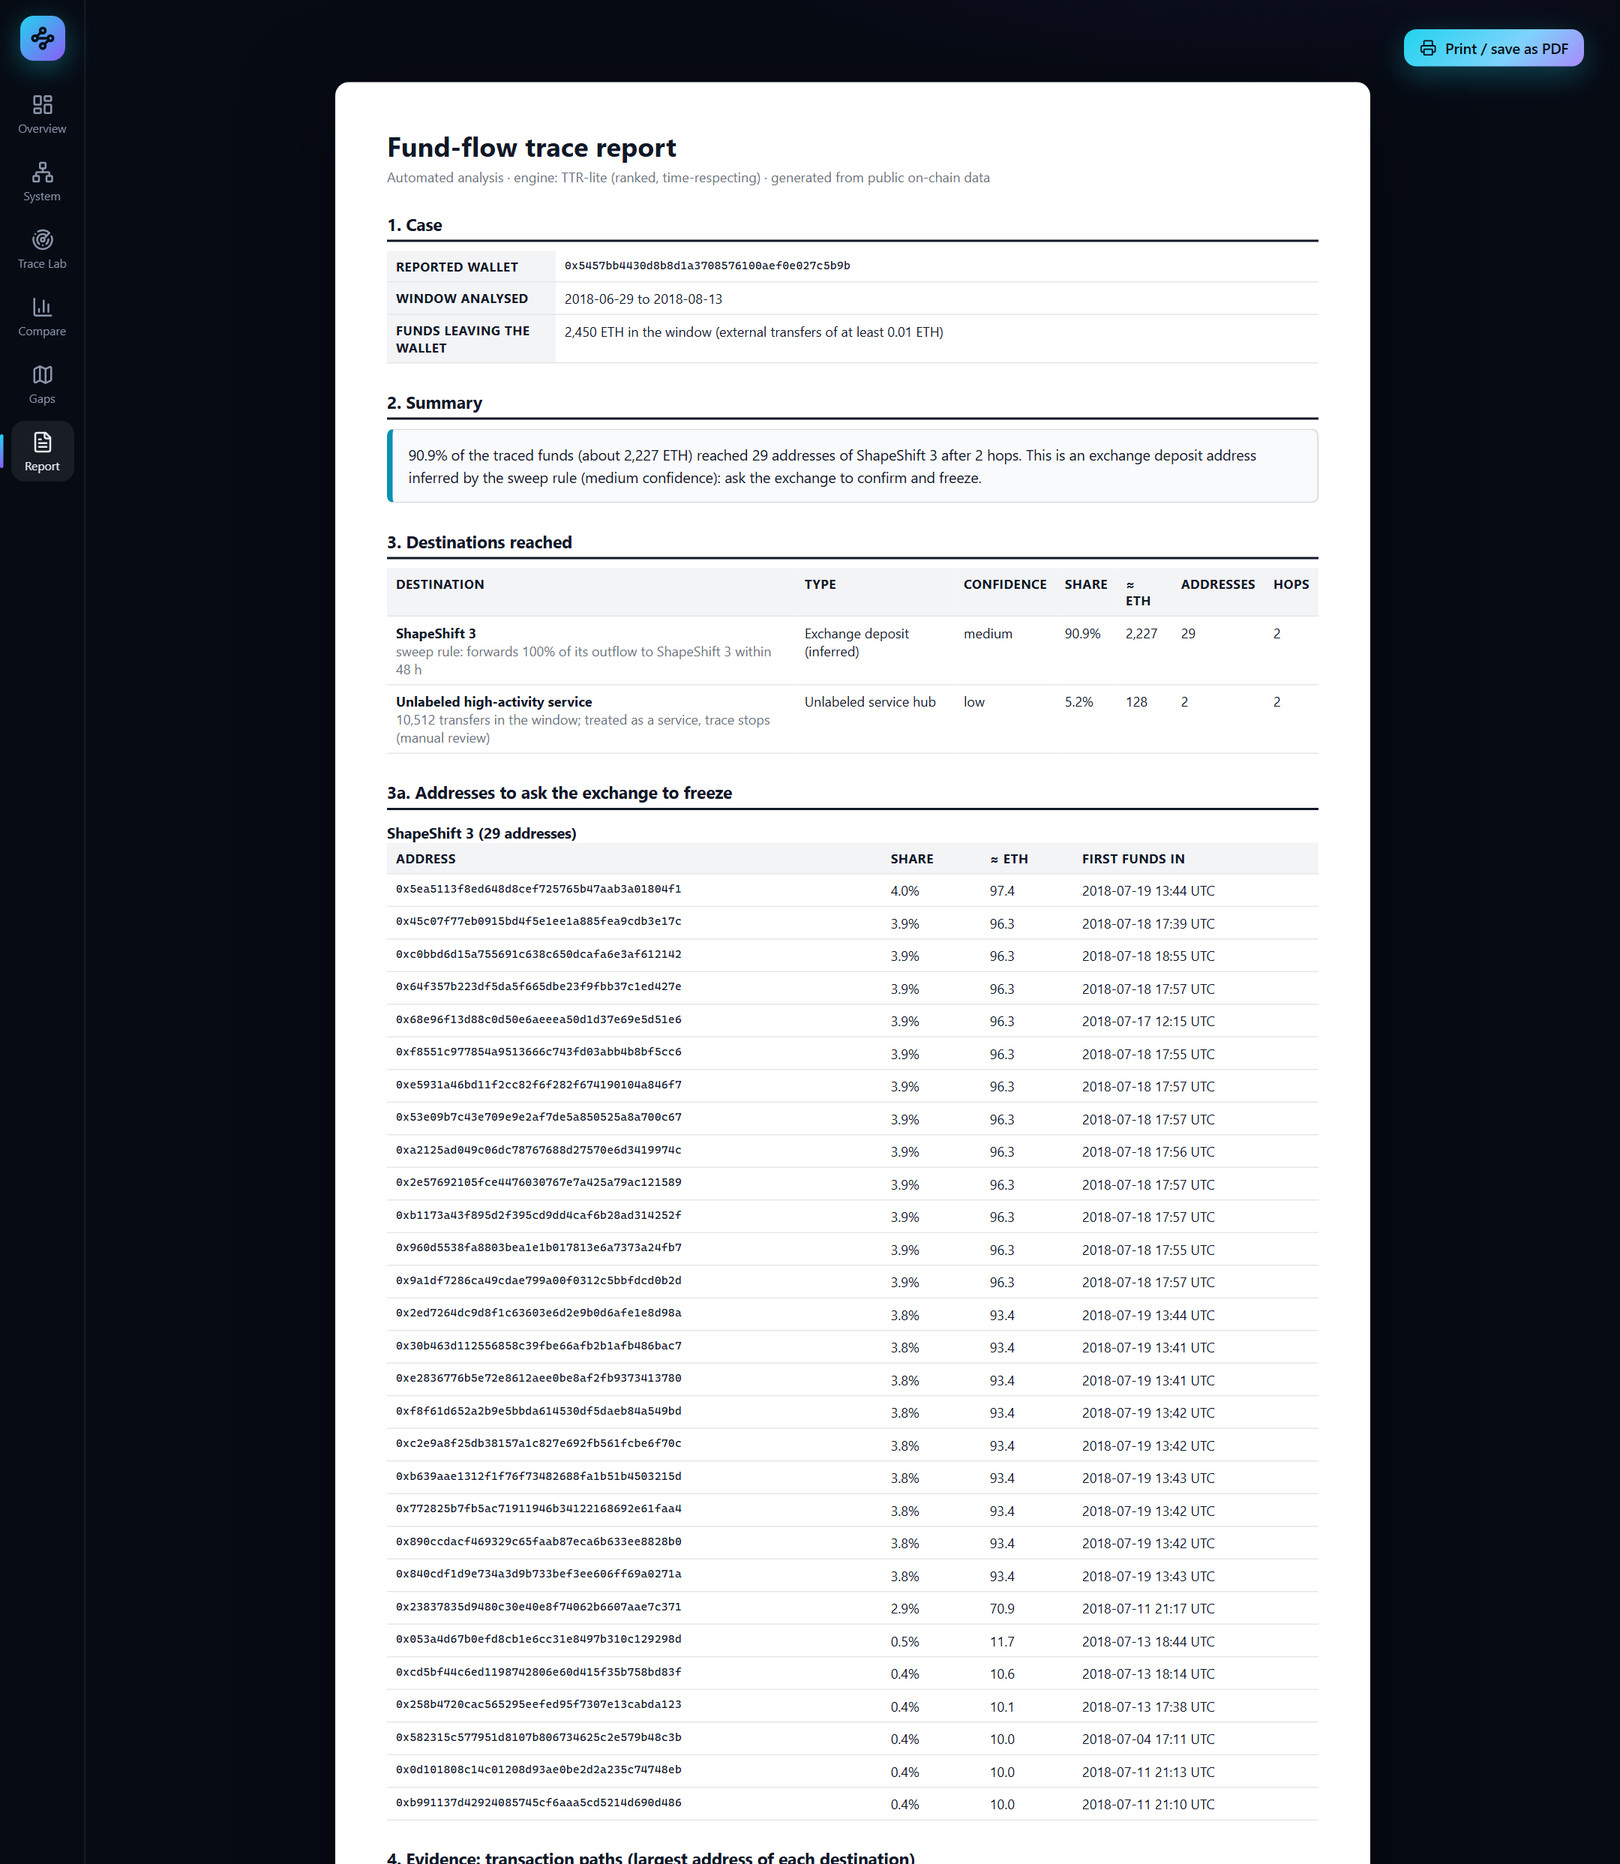 Print / save as PDF
Overview
System
Trace Lab
Compare
Gaps
Report
Fund-flow trace report
Automated analysis · engine: TTR-lite (ranked, time-respecting) · generated from public on-chain data
1. Case
REPORTED WALLET 0x5457bb4430d8b8d1a3708576100aef0e027c5b9b
WINDOW ANALYSED 2018-06-29 to 2018-08-13
FUNDS LEAVING THE WALLET 2,450 ETH in the window (external transfers of at least 0.01 ETH)
2. Summary
90.9% of the traced funds (about 2,227 ETH) reached 29 addresses of ShapeShift 3 after 2 hops. This is an exchange deposit address
inferred by the sweep rule (medium confidence): ask the exchange to confirm and freeze.
3. Destinations reached
DESTINATION TYPE CONFIDENCE SHARE ≈ ETH ADDRESSES HOPS
ShapeShift 3 Exchange deposit (inferred) medium 90.9% 2,227 29 2
sweep rule: forwards 100% of its outflow to ShapeShift 3 within
48 h
Unlabeled high-activity service Unlabeled service hub low 5.2% 128 2 2
10,512 transfers in the window; treated as a service, trace stops
(manual review)
3a. Addresses to ask the exchange to freeze
ShapeShift 3 (29 addresses)
ADDRESS SHARE ≈ ETH FIRST FUNDS IN
0x5ea5113f8ed648d8cef725765b47aab3a01804f1 4.0% 97.4 2018-07-19 13:44 UTC
0x45c07f77eb0915bd4f5e1ee1a885fea9cdb3e17c 3.9% 96.3 2018-07-18 17:39 UTC
0xc0bbd6d15a755691c638c650dcafa6e3af612142 3.9% 96.3 2018-07-18 18:55 UTC
0x64f357b223df5da5f665dbe23f9fbb37c1ed427e 3.9% 96.3 2018-07-18 17:57 UTC
0x68e96f13d88c0d50e6aeeea50d1d37e69e5d51e6 3.9% 96.3 2018-07-17 12:15 UTC
0xf8551c977854a9513666c743fd03abb4b8bf5cc6 3.9% 96.3 2018-07-18 17:55 UTC
0xe5931a46bd11f2cc82f6f282f674190104a846f7 3.9% 96.3 2018-07-18 17:57 UTC
0x53e09b7c43e709e9e2af7de5a850525a8a700c67 3.9% 96.3 2018-07-18 17:57 UTC
0xa2125ad049c06dc78767688d27570e6d3419974c 3.9% 96.3 2018-07-18 17:56 UTC
0x2e57692105fce4476030767e7a425a79ac121589 3.9% 96.3 2018-07-18 17:57 UTC
0xb1173a43f895d2f395cd9dd4caf6b28ad314252f 3.9% 96.3 2018-07-18 17:57 UTC
0x960d5538fa8803bea1e1b017813e6a7373a24fb7 3.9% 96.3 2018-07-18 17:55 UTC
0x9a1df7286ca49cdae799a00f0312c5bbfdcd0b2d 3.9% 96.3 2018-07-18 17:57 UTC
0x2ed7264dc9d8f1c63603e6d2e9b0d6afe1e8d98a 3.8% 93.4 2018-07-19 13:44 UTC
0x30b463d112556858c39fbe66afb2b1afb486bac7 3.8% 93.4 2018-07-19 13:41 UTC
0xe2836776b5e72e8612aee0be8af2fb9373413780 3.8% 93.4 2018-07-19 13:41 UTC
0xf8f61d652a2b9e5bbda614530df5daeb84a549bd 3.8% 93.4 2018-07-19 13:42 UTC
0xc2e9a8f25db38157a1c827e692fb561fcbe6f70c 3.8% 93.4 2018-07-19 13:42 UTC
0xb639aae1312f1f76f73482688fa1b51b4503215d 3.8% 93.4 2018-07-19 13:43 UTC
0x772825b7fb5ac71911946b34122168692e61faa4 3.8% 93.4 2018-07-19 13:42 UTC
0x890ccdacf469329c65faab87eca6b633ee8828b0 3.8% 93.4 2018-07-19 13:42 UTC
0x840cdf1d9e734a3d9b733bef3ee606ff69a0271a 3.8% 93.4 2018-07-19 13:43 UTC
0x23837835d9480c30e40e8f74062b6607aae7c371 2.9% 70.9 2018-07-11 21:17 UTC
0x053a4d67b0efd8cb1e6cc31e8497b310c129298d 0.5% 11.7 2018-07-13 18:44 UTC
0xcd5bf44c6ed1198742806e60d415f35b758bd83f 0.4% 10.6 2018-07-13 18:14 UTC
0x258b4720cac565295eefed95f7307e13cabda123 0.4% 10.1 2018-07-13 17:38 UTC
0x582315c577951d8107b806734625c2e579b48c3b 0.4% 10.0 2018-07-04 17:11 UTC
0x0d101808c14c01208d93ae0be2d2a235c74748eb 0.4% 10.0 2018-07-11 21:13 UTC
0xb991137d42924085745cf6aaa5cd5214d690d486 0.4% 10.0 2018-07-11 21:10 UTC
4. Evidence: transaction paths (largest address of each destination)